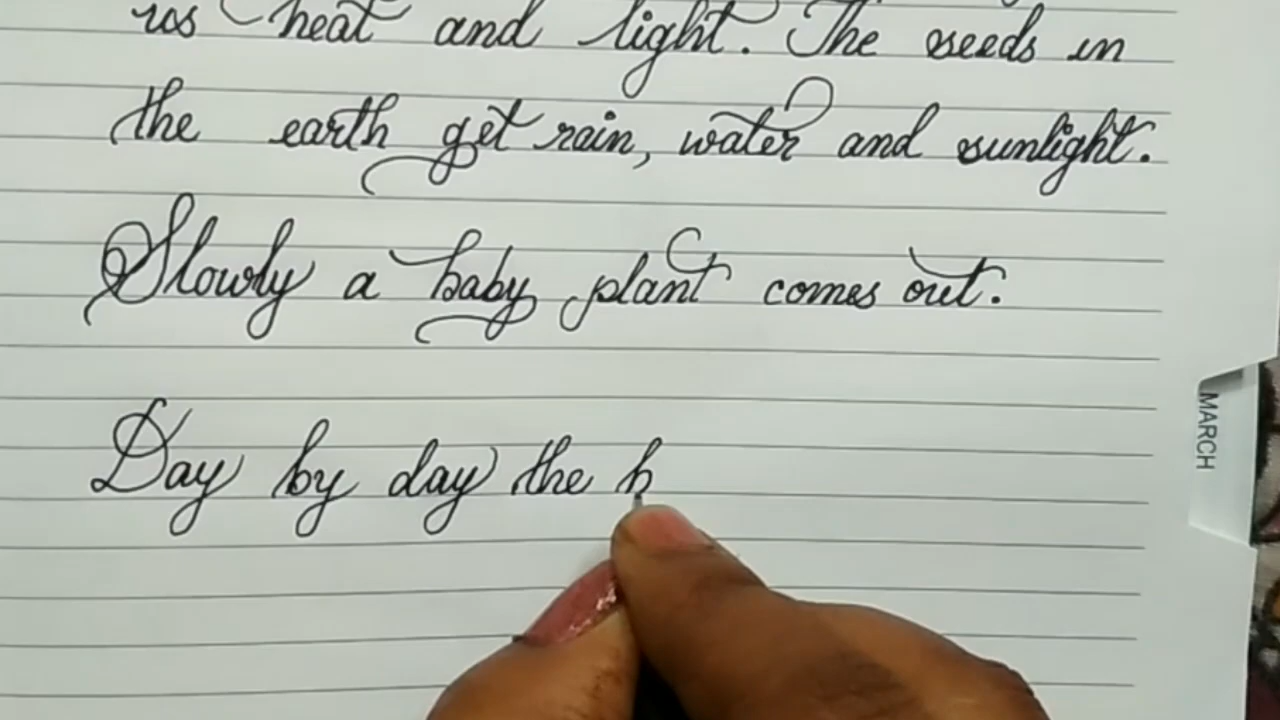 us heat and light. The seeds in
the earth get rain, water and sunlight.
Slowly a baby plant comes out.
Day by day the b
MARCH